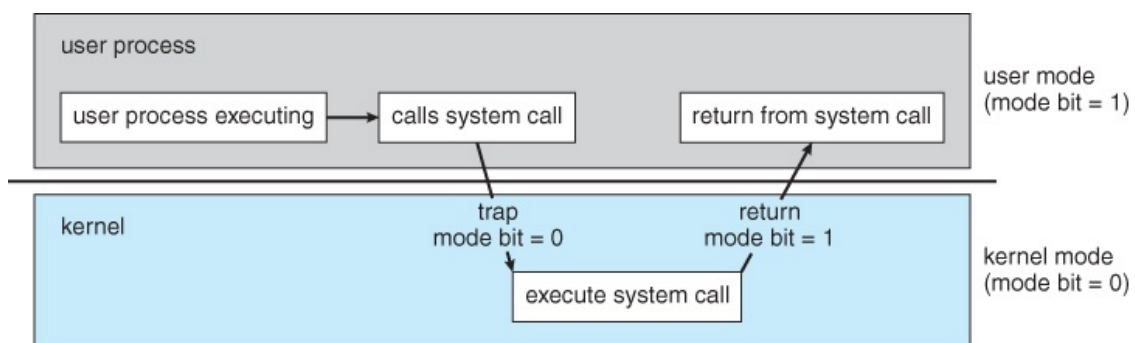 user process
user process executing
calls system call
return from system call
user mode
(mode bit = 1)
kernel
trap
mode bit = 0
return
mode bit = 1
execute system call
kernel mode
(mode bit = 0)